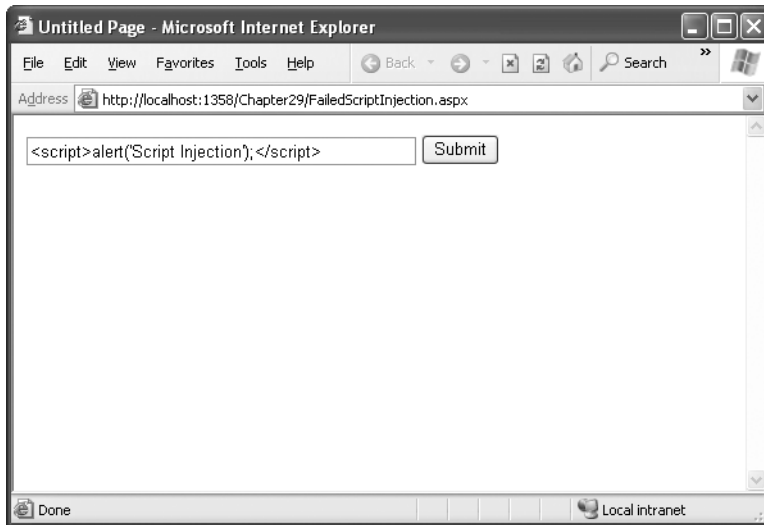 Untitled Page - Microsoft Internet Explorer
File Edit View Favorites Tools Help Back Search »
Address http://localhost:1358/Chapter29/FailedScriptInjection.aspx
<script>alert('Script Injection');</script> Submit
Done Local intranet